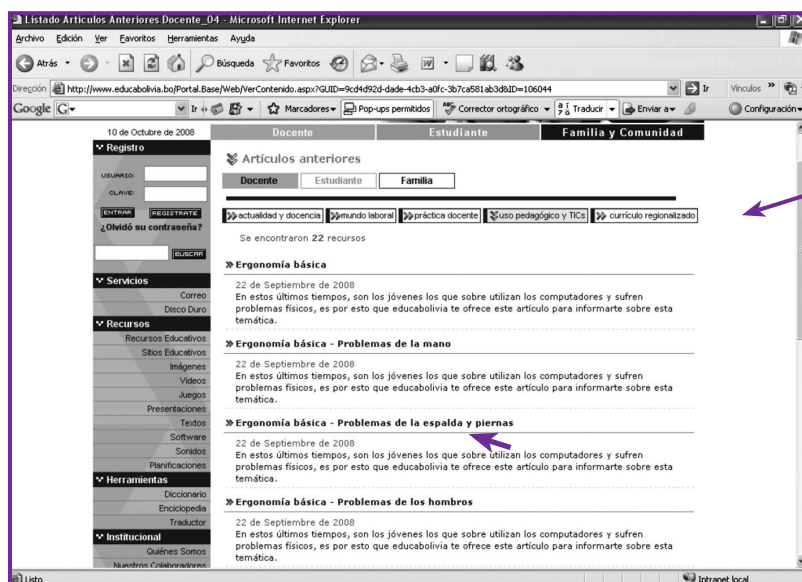 Listado Articulos Anteriores Docente_04 - Microsoft Internet Explorer
Archivo Edición Ver Favoritos Herramientas Ayuda
Atrás Búsqueda Favoritos
Dirección http://www.educabolivia.bo/Portal.Base/Web/VerContenido.aspx?GUID=9cd4d92d-dade-4cb3-a0fc-3b7ca581ab3d&ID=106044 Ir Vínculos
Google Ir Marcadores Pop-ups permitidos Corrector ortográfico Traducir Enviar a Configuración
10 de Octubre de 2008 Docente Estudiante Familia y Comunidad
Registro
USUARIO:
CLAVE:
ENTRAR REGISTRATE
¿Olvidó su contraseña?
BUSCAR
Servicios
Correo
Disco Duro
Recursos
Recursos Educativos
Sitios Educativos
Imágenes
Videos
Juegos
Presentaciones
Textos
Software
Sonidos
Planificaciones
Herramientas
Diccionario
Enciclopedia
Traductor
Institucional
Quiénes Somos
Nuestros Colaboradores
Artículos anteriores
Docente Estudiante Familia
actualidad y docencia mundo laboral práctica docente uso pedagógico y TICs currículo regionalizado
Se encontraron 22 recursos
Ergonomía básica
22 de Septiembre de 2008
En estos últimos tiempos, son los jóvenes los que sobre utilizan los computadores y sufren
problemas físicos, es por esto que educabolivia te ofrece este artículo para informarte sobre esta
temática.
Ergonomía básica - Problemas de la mano
22 de Septiembre de 2008
En estos últimos tiempos, son los jóvenes los que sobre utilizan los computadores y sufren
problemas físicos, es por esto que educabolivia te ofrece este artículo para informarte sobre esta
temática.
Ergonomía básica - Problemas de la espalda y piernas
22 de Septiembre de 2008
En estos últimos tiempos, son los jóvenes los que sobre utilizan los computadores y sufren
problemas físicos, es por esto que educabolivia te ofrece este artículo para informarte sobre esta
temática.
Ergonomía básica - Problemas de los hombros
22 de Septiembre de 2008
En estos últimos tiempos, son los jóvenes los que sobre utilizan los computadores y sufren
problemas físicos, es por esto que educabolivia te ofrece este artículo para informarte sobre esta
temática.
Listo Intranet local